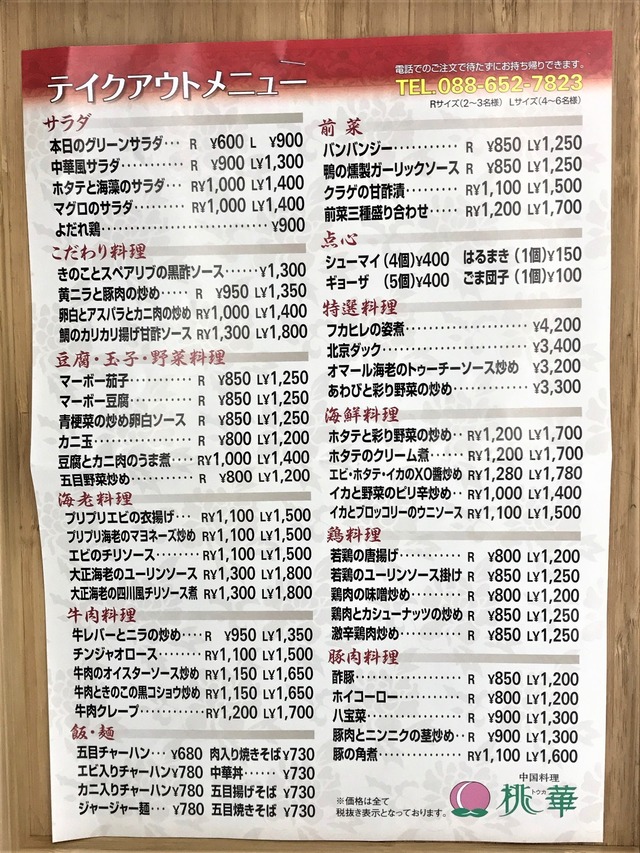 テイクアウトメニュー
電話でのご注文で待たずにお持ち帰りできます。
TEL.088-652-7823
Rサイズ(2~3名様) Lサイズ(4~6名様)
サラダ
本日のグリーンサラダ… R ¥600 L ¥900
中華風サラダ………… R ¥900 L¥1,300
ホタテと海藻のサラダ… R¥1,000 L¥1,400
マグロのサラダ……… R¥1,000 L¥1,400
よだれ鶏……………………… ¥900
こだわり料理
きのことスペアリブの黒酢ソース……¥1,300
黄ニラと豚肉の炒め…… R ¥950 L¥1,350
卵白とアスパラとカニ肉の炒め R¥1,000 L¥1,400
鯛のカリカリ揚げ甘酢ソース R¥1,300 L¥1,800
豆腐・玉子・野菜料理
マーボー茄子………… R ¥850 L¥1,250
マーボー豆腐………… R ¥850 L¥1,250
青梗菜の炒め卵白ソース R ¥850 L¥1,250
カニ玉……………… R ¥800 L¥1,200
豆腐とカニ肉のうま煮…… R¥1,000 L¥1,400
五目野菜炒め………… R ¥800 L¥1,200
海老料理
プリプリエビの衣揚げ… R¥1,100 L¥1,500
プリプリ海老のマヨネーズ炒め R¥1,100 L¥1,500
エビのチリソース…… R¥1,100 L¥1,500
大正海老のユーリンソース R¥1,300 L¥1,800
大正海老の四川風チリソース煮 R¥1,300 L¥1,800
牛肉料理
牛レバーとニラの炒め… R ¥950 L¥1,350
チンジャオロース…… R¥1,100 L¥1,500
牛肉のオイスターソース炒め R¥1,150 L¥1,650
牛肉ときのこの黒コショウ炒め R¥1,150 L¥1,650
牛肉クレープ……… R¥1,200 L¥1,700
飯・麺
五目チャーハン… ¥680 肉入り焼きそば ¥730
エビ入りチャーハン ¥780 中華丼…… ¥730
カニ入りチャーハン ¥780 五目揚げそば ¥730
ジャージャー麺… ¥780 五目焼きそば ¥730
前菜
バンバンジー………… R ¥850 L¥1,250
鴨の燻製ガーリックソース R ¥850 L¥1,250
クラゲの甘酢漬……… R¥1,100 L¥1,500
前菜三種盛り合わせ…… R¥1,200 L¥1,700
点心
シューマイ (4個)¥400 はるまき (1個)¥150
ギョーザ (5個)¥400 ごま団子 (1個)¥100
特選料理
フカヒレの姿煮…………………… ¥4,200
北京ダック……………………… ¥3,400
オマール海老のトゥーチーソース炒め ¥3,200
あわびと彩り野菜の炒め………… ¥3,300
海鮮料理
ホタテと彩り野菜の炒め… R¥1,200 L¥1,700
ホタテのクリーム煮…… R¥1,200 L¥1,700
エビ・ホタテ・イカのXO醤炒め R¥1,280 L¥1,780
イカと野菜のピリ辛炒め… R¥1,000 L¥1,400
イカとブロッコリーのウニソース R¥1,100 L¥1,500
鶏料理
若鶏の唐揚げ………… R ¥800 L¥1,200
若鶏のユーリンソース掛け R ¥850 L¥1,250
鶏肉の味噌炒め……… R ¥800 L¥1,200
鶏肉とカシューナッツの炒め R ¥850 L¥1,250
激辛鶏肉炒め………… R ¥850 L¥1,250
豚肉料理
酢豚………………… R ¥850 L¥1,200
ホイコーロー………… R ¥800 L¥1,200
八宝菜……………… R ¥900 L¥1,300
豚肉とニンニクの茎炒め… R ¥900 L¥1,300
豚の角煮…………… R¥1,100 L¥1,600
※価格は全て
税抜き表示となっております。
中国料理
桃華
トウカ